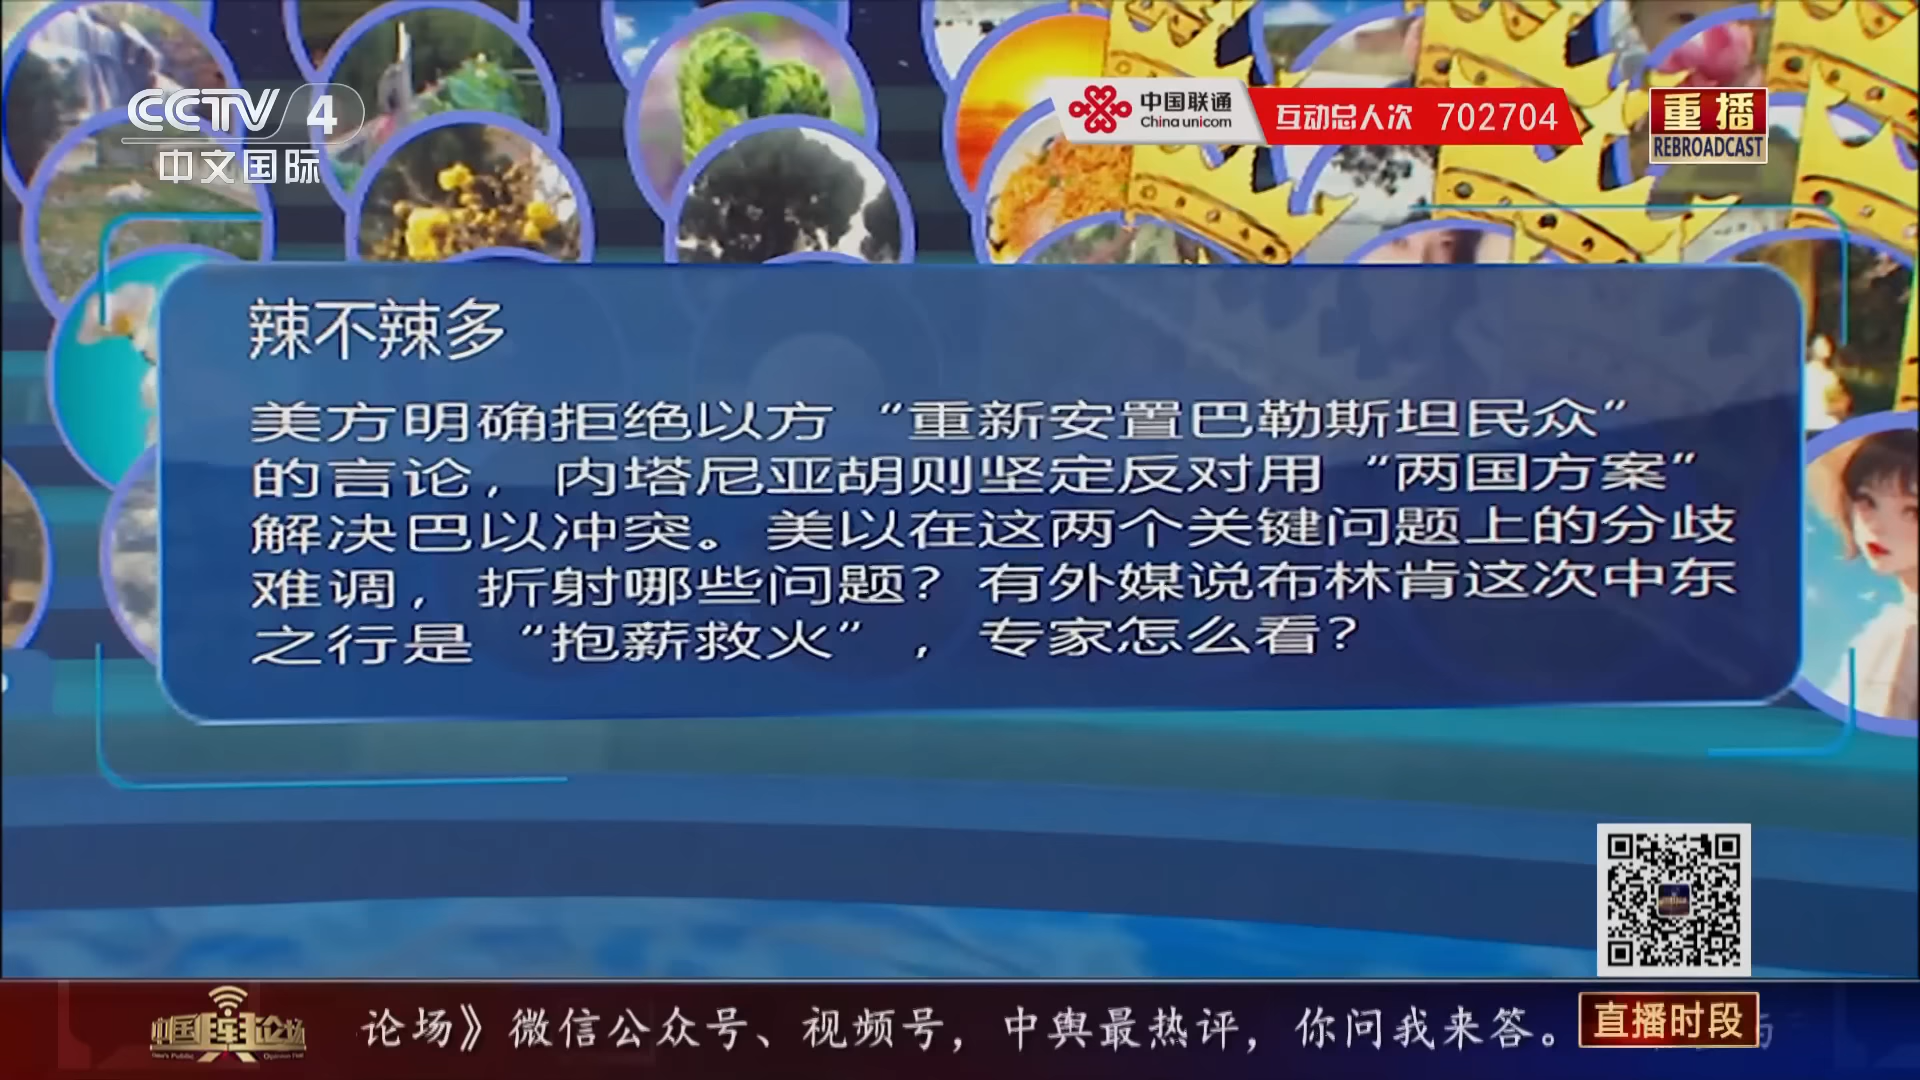 CCTV 4
中文国际
中国联通
China unicom
互动总人次 702704
重播
REBROADCAST
辣不辣多
美方明确拒绝以方“重新安置巴勒斯坦民众”
的言论，内塔尼亚胡则坚定反对用“两国方案”
解决巴以冲突。美以在这两个关键问题上的分歧
难调，折射哪些问题？有外媒说布林肯这次中东
之行是“抱薪救火”，专家怎么看？
中国舆论场
论场》微信公众号、视频号，中舆最热评，你问我来答。
直播时段